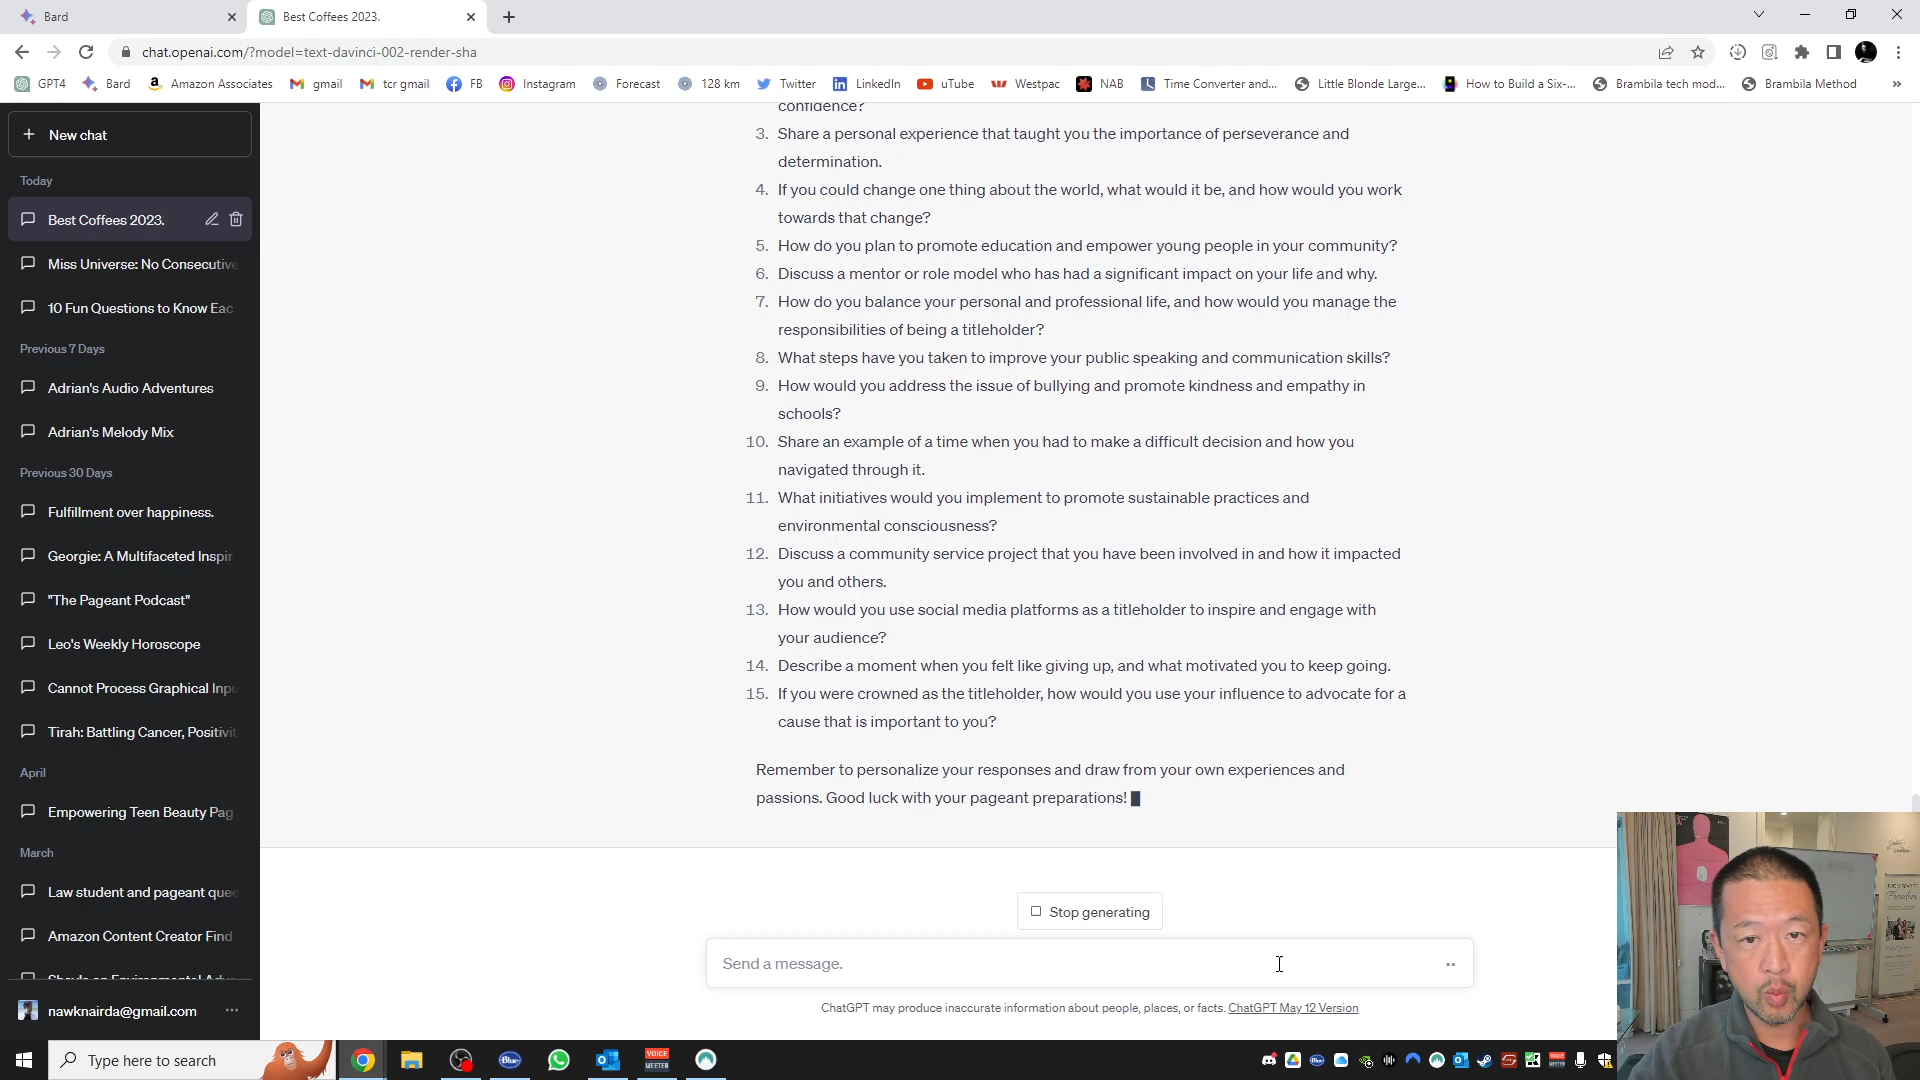 Bard
Best Coffees 2023.
chat.openai.com/?model=text-davinci-002-render-sha
GPT4
Bard
Amazon Associates
gmail
tcr gmail
FB
Instagram
Forecast
128 km
Twitter
LinkedIn
uTube
Westpac
NAB
Time Converter and...
Little Blonde Large...
How to Build a Six-...
Brambila tech mod...
Brambila Method
»
+ New chat
Today
Best Coffees 2023.
Miss Universe: No Consecutive
10 Fun Questions to Know Eac
Previous 7 Days
Adrian's Audio Adventures
Adrian's Melody Mix
Previous 30 Days
Fulfillment over happiness.
Georgie: A Multifaceted Inspir
"The Pageant Podcast"
Leo's Weekly Horoscope
Cannot Process Graphical Inpu
Tirah: Battling Cancer, Positivit
April
Empowering Teen Beauty Pag
March
Law student and pageant quee
Amazon Content Creator Find
nawknairda@gmail.com
confidence?
3. Share a personal experience that taught you the importance of perseverance and
determination.
4. If you could change one thing about the world, what would it be, and how would you work
towards that change?
5. How do you plan to promote education and empower young people in your community?
6. Discuss a mentor or role model who has had a significant impact on your life and why.
7. How do you balance your personal and professional life, and how would you manage the
responsibilities of being a titleholder?
8. What steps have you taken to improve your public speaking and communication skills?
9. How would you address the issue of bullying and promote kindness and empathy in
schools?
10. Share an example of a time when you had to make a difficult decision and how you
navigated through it.
11. What initiatives would you implement to promote sustainable practices and
environmental consciousness?
12. Discuss a community service project that you have been involved in and how it impacted
you and others.
13. How would you use social media platforms as a titleholder to inspire and engage with
your audience?
14. Describe a moment when you felt like giving up, and what motivated you to keep going.
15. If you were crowned as the titleholder, how would you use your influence to advocate for a
cause that is important to you?
Remember to personalize your responses and draw from your own experiences and
passions. Good luck with your pageant preparations!
Stop generating
Send a message.
ChatGPT may produce inaccurate information about people, places, or facts. ChatGPT May 12 Version
Type here to search
Blue
VOICE
MEETER
Freedom